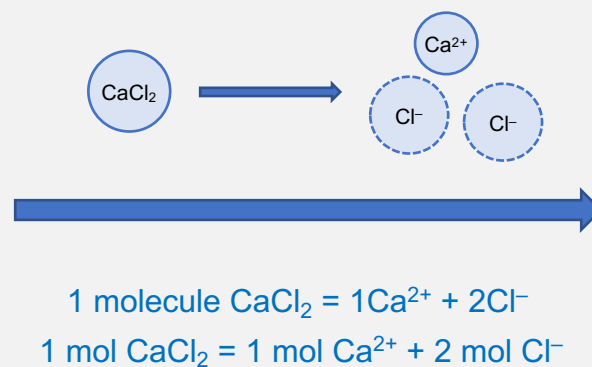 Ca²⁺
CaCl₂
Cl⁻
Cl⁻
1 molecule CaCl₂ = 1Ca²⁺ + 2Cl⁻
1 mol CaCl₂ = 1 mol Ca²⁺ + 2 mol Cl⁻